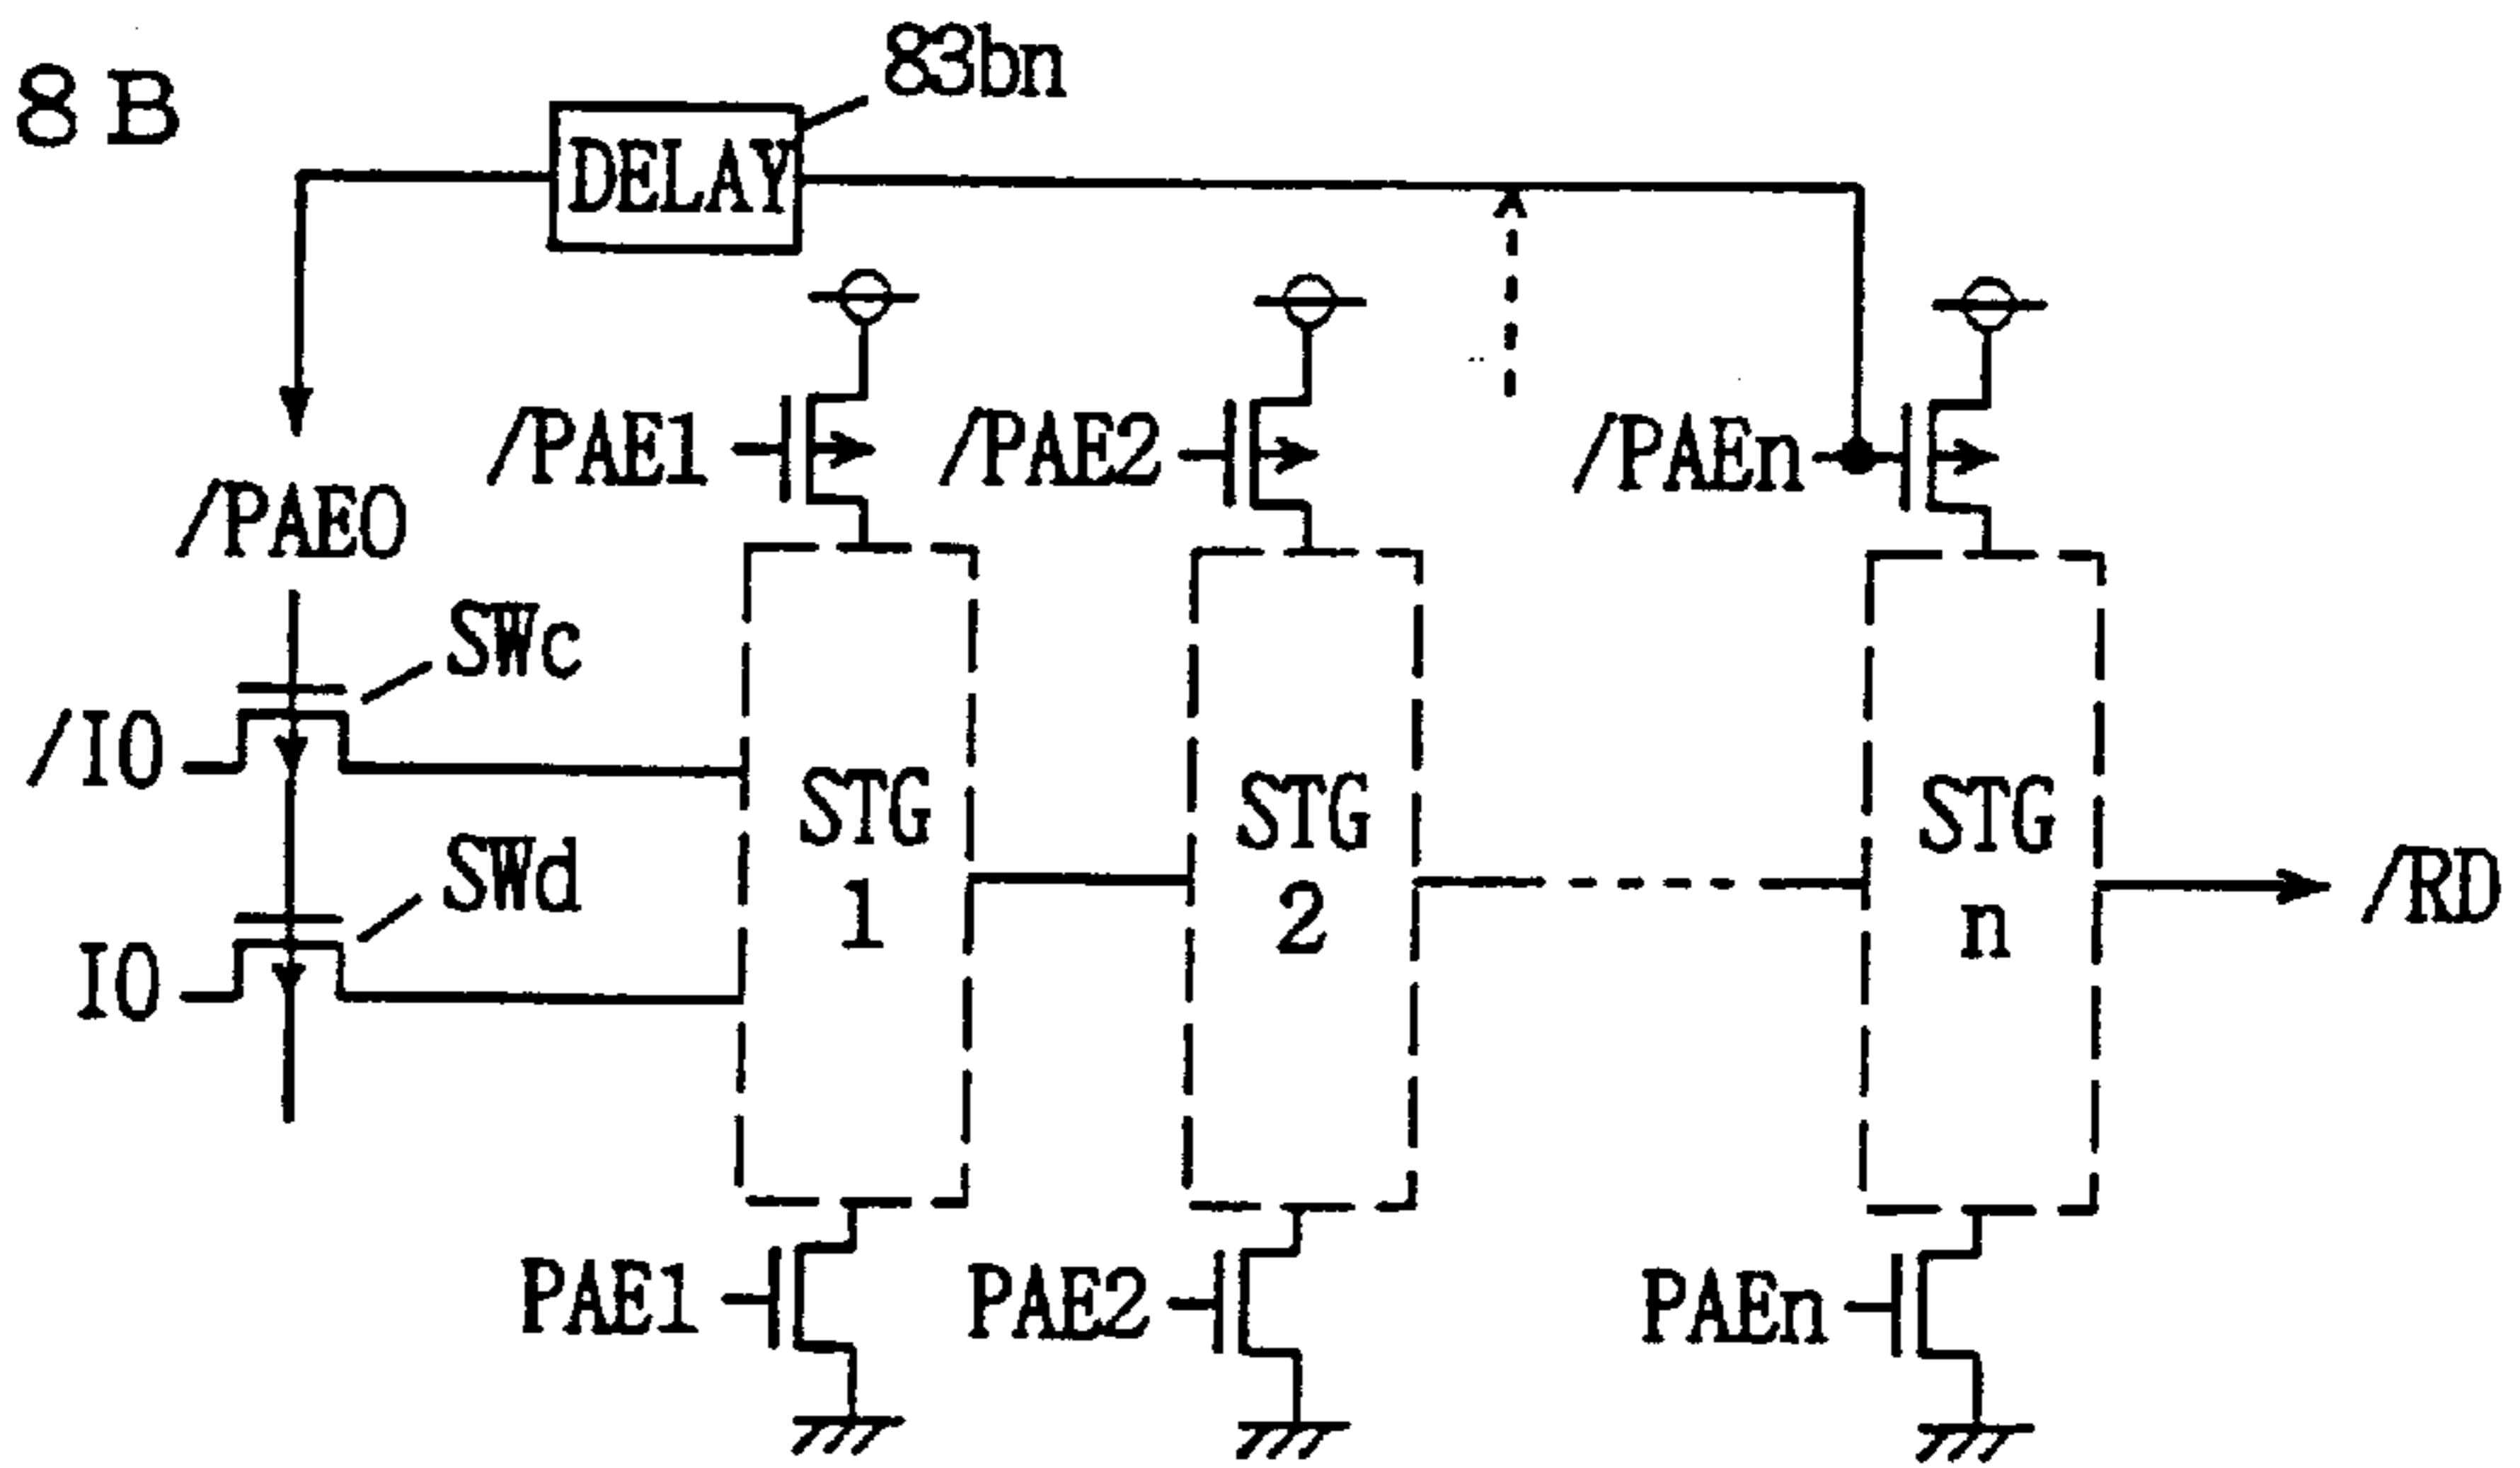 83bn
8B
DELAY
/PAE1
/PAE2
/PAEn
/PAE0
SWc
/IO
STG
1
STG
2
STG
n
SWd
IO
/RD
PAE1
PAE2
PAEn